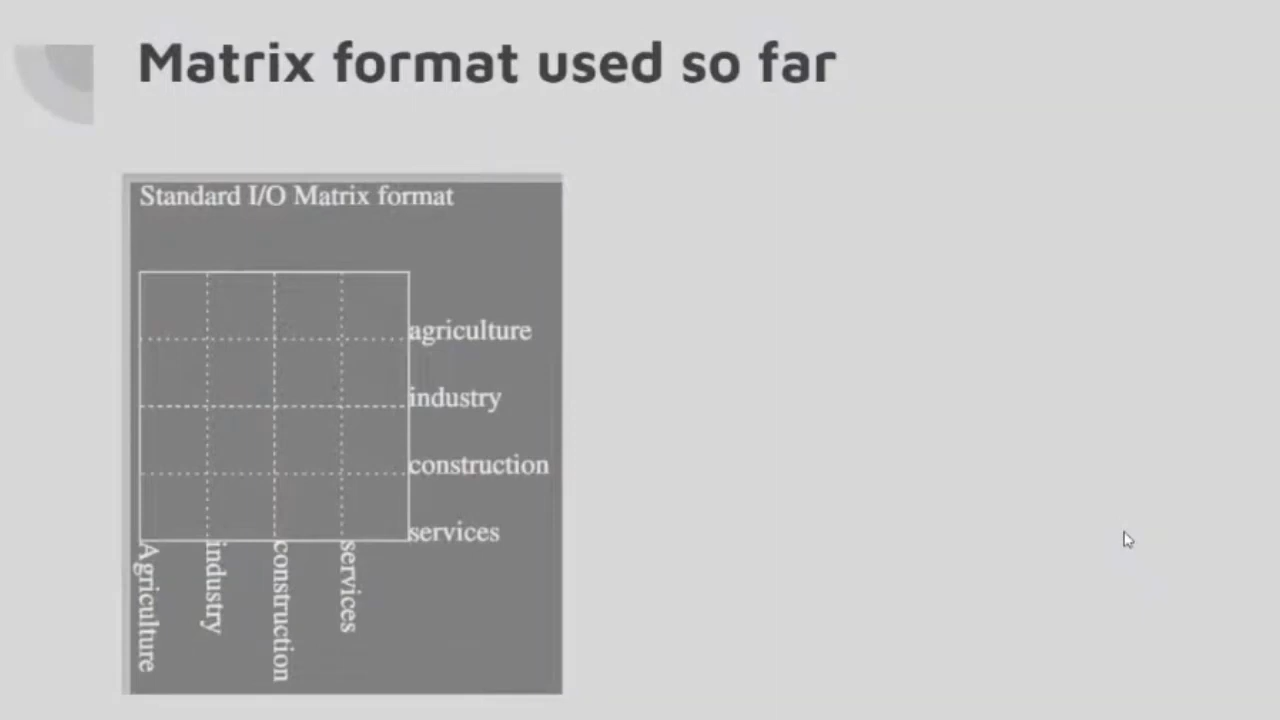 Matrix format used so far
Standard I/O Matrix format
agriculture
industry
construction
services
Agriculture
industry
construction
services